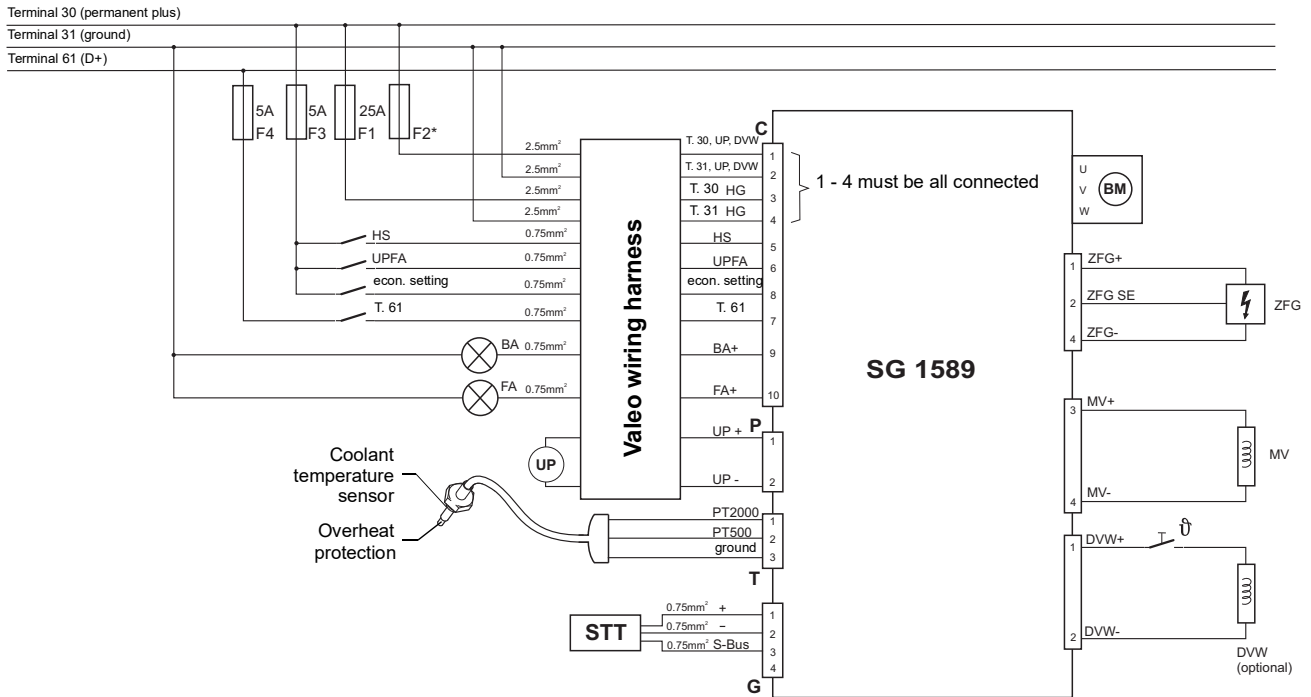 Terminal 30 (permanent plus)
Terminal 31 (ground)
Terminal 61 (D+)
5A
F4
5A
F3
25A
F1
F2*
2.5mm²
2.5mm²
2.5mm²
2.5mm²
HS 0.75mm²
UPFA 0.75mm²
econ. setting 0.75mm²
T. 61 0.75mm²
BA 0.75mm²
FA 0.75mm²
UP
Valeo wiring harness
C
T. 30, UP, DVW 1
T. 31, UP, DVW 2
T. 30 HG 3
T. 31 HG 4
HS 5
UPFA 6
econ. setting 8
T. 61 7
BA+ 9
FA+ 10
1 - 4 must be all connected
P
UP + 1
UP - 2
Coolant
temperature
sensor
Overheat
protection
PT2000 1
PT500 2
ground 3
T
STT
0.75mm² + 1
0.75mm² – 2
0.75mm² S-Bus 3
4
G
SG 1589
U
V
W
BM
1 ZFG+
2 ZFG SE
4 ZFG-
ZFG
3 MV+
4 MV-
MV
1 DVW+
ϑ
2 DVW-
DVW
(optional)